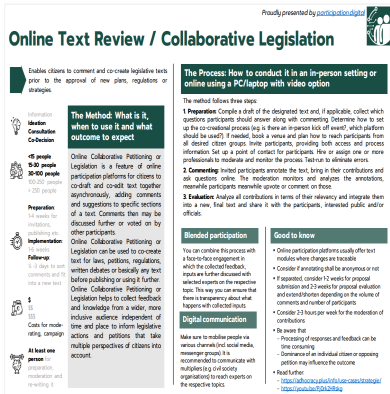 Proudly presented by participation.digital
Online Text Review / Collaborative Legislation
Enables citizens to comment and co-create legislative texts
prior to the approval of new plans, regulations or
strategies.
Information
Ideation
Consultation
Co-Decision
<15 people
15-30 people
30-100 people
100-250 people
> 250 people
Preparation:
1-4 weeks for
invitations,
publishing etc.
Implementation:
1-6 weeks
Follow-up:
comments and fit
into a new text
$
$$
$$$
Costs for mode-
rating, campaign
At least one
person for
preparation,
moderation and
re-writing it
The Method: What is it,
when to use it and what
outcome to expect
Online Collaborative Petitioning or
Legislation is a feature of online
participation platforms for citizens to
co-draft and co-edit text together
asynchronously, adding comments
and suggestions to specific sections
of a text. Comments then may be
discussed further or voted on by
other participants.
Online Collaborative Petitioning or
Legislation can be used to co-create
text for laws, petitions, regulations,
written debates or basically any text
before publishing or using it further.
Online Collaborative Petitioning or
Legislation helps to collect feedback
and knowledge from a wider, more
inclusive audience independent of
time and place to inform legislative
actions and petitions that take
multiple perspectives of citizens into
account.
The Process: How to conduct it in an in-person setting or
online using a PC/laptop with video option
The method follows three steps:
1. Preparation: Compile a draft of the designated text and, if applicable, collect which
questions participants should answer along with commenting. Determine how to set
up the co-creational process (eg. is there an in-person kick off event?, which platform
should be used?) If needed, book a venue and plan how to reach participants from
all desired citizen groups. Invite participants, providing both access and process
information Set up a point of contact for participants. Hire or assign one or more
professionals to moderate and monitor the process. Test-run to eliminate errors.
2. Commenting: Invited participants annotate the text, bring in their contributions and
ask questions online. The moderation monitors and analyzes the annotations,
meanwhile participants meanwhile upvote or comment on those.
3. Evaluation: Analyse all contributions in terms of their relevance and integrate them
into a new, final text and share it with the participants, interested public and/or
officials.
Blended participation
You can combine this process with
a face-to-face engagement in
which the collected feedback,
inputs are further discussed with
selected experts on the respective
topic. This way you can ensure that
there is transparency about what
happens with collected inputs.
Digital communication
Make sure to mobilise people via
various channels (incl. social media,
messenger groups). It is
recommended to communicate with
multipliers (e.g. civil society
organisations) to reach experts on
the respective topics.
Good to know
• Online participation platforms usually offer text
modules where changes are traceable
• Consider if annotating shall be anonymous or not
• If separated, consider 1-2 weeks for proposal
submission and 2-3 weeks for proposal evaluation
and extend/shorten depending on the volume of
comments and number of participants
• Consider 2-3 hours per week for the moderation of
contributions
• Be aware that
– Processing of responses and feedback can be
time consuming
– Dominance of an individual citizen or opposing
petition may influence the outcome
• Read further:
– https://adhocracy.plus/info/use-cases/strategie/